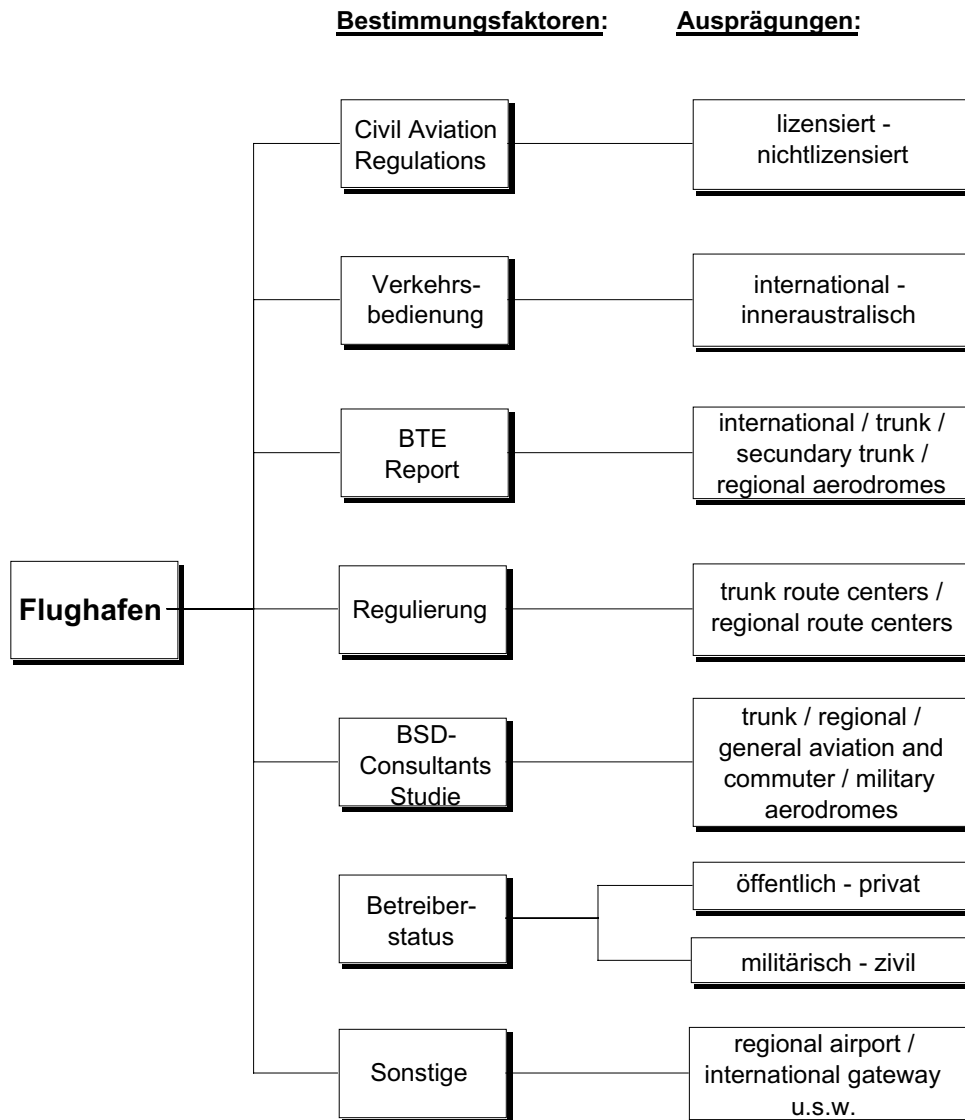 Bestimmungsfaktoren: Ausprägungen:
Civil Aviation
Regulations
lizensiert -
nichtlizensiert
Verkehrs-
bedienung
international -
inneraustralisch
BTE
Report
international / trunk /
secundary trunk /
regional aerodromes
Flughafen
Regulierung
trunk route centers /
regional route centers
BSD-
Consultants
Studie
trunk / regional /
general aviation and
commuter / military
aerodromes
Betreiber-
status
öffentlich - privat
militärisch - zivil
Sonstige
regional airport /
international gateway
u.s.w.